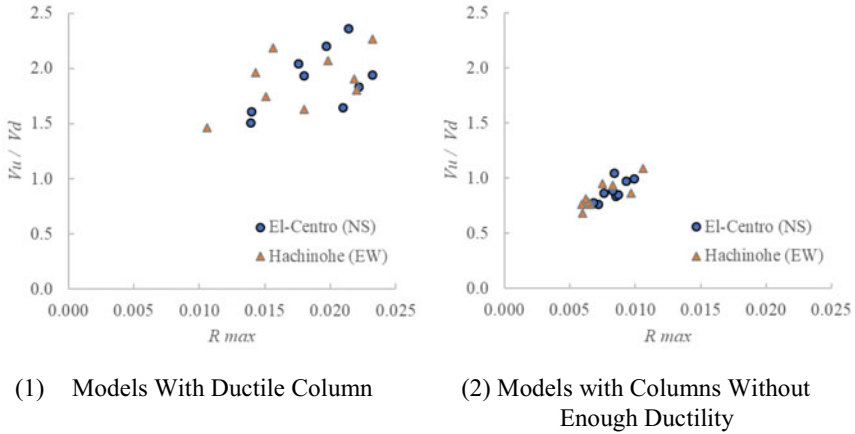 2.5
2.0
1.5
1.0
0.5
0.0
Vu / Vd
El-Centro (NS)
Hachinohe (EW)
0.000 0.005 0.010 0.015 0.020 0.025
R max
(1) Models With Ductile Column
2.5
2.0
1.5
1.0
0.5
0.0
Vu / Vd
El-Centro (NS)
Hachinohe (EW)
0.000 0.005 0.010 0.015 0.020 0.025
R max
(2) Models with Columns Without
Enough Ductility